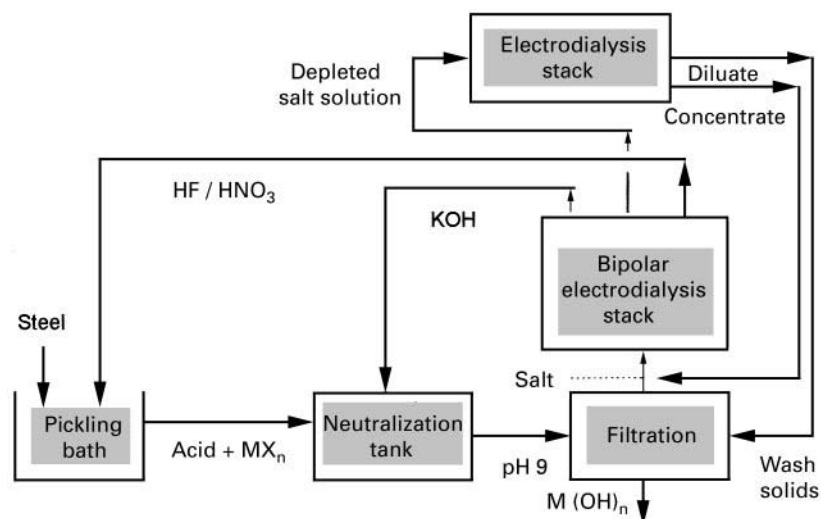 Electrodialysis
stack
Depleted
salt solution
Diluate
Concentrate
HF / HNO₃
KOH
Bipolar
electrodialysis
stack
Steel
Salt
Pickling
bath
Acid + MXₙ
Neutralization
tank
pH 9
Filtration
Wash
solids
M (OH)ₙ